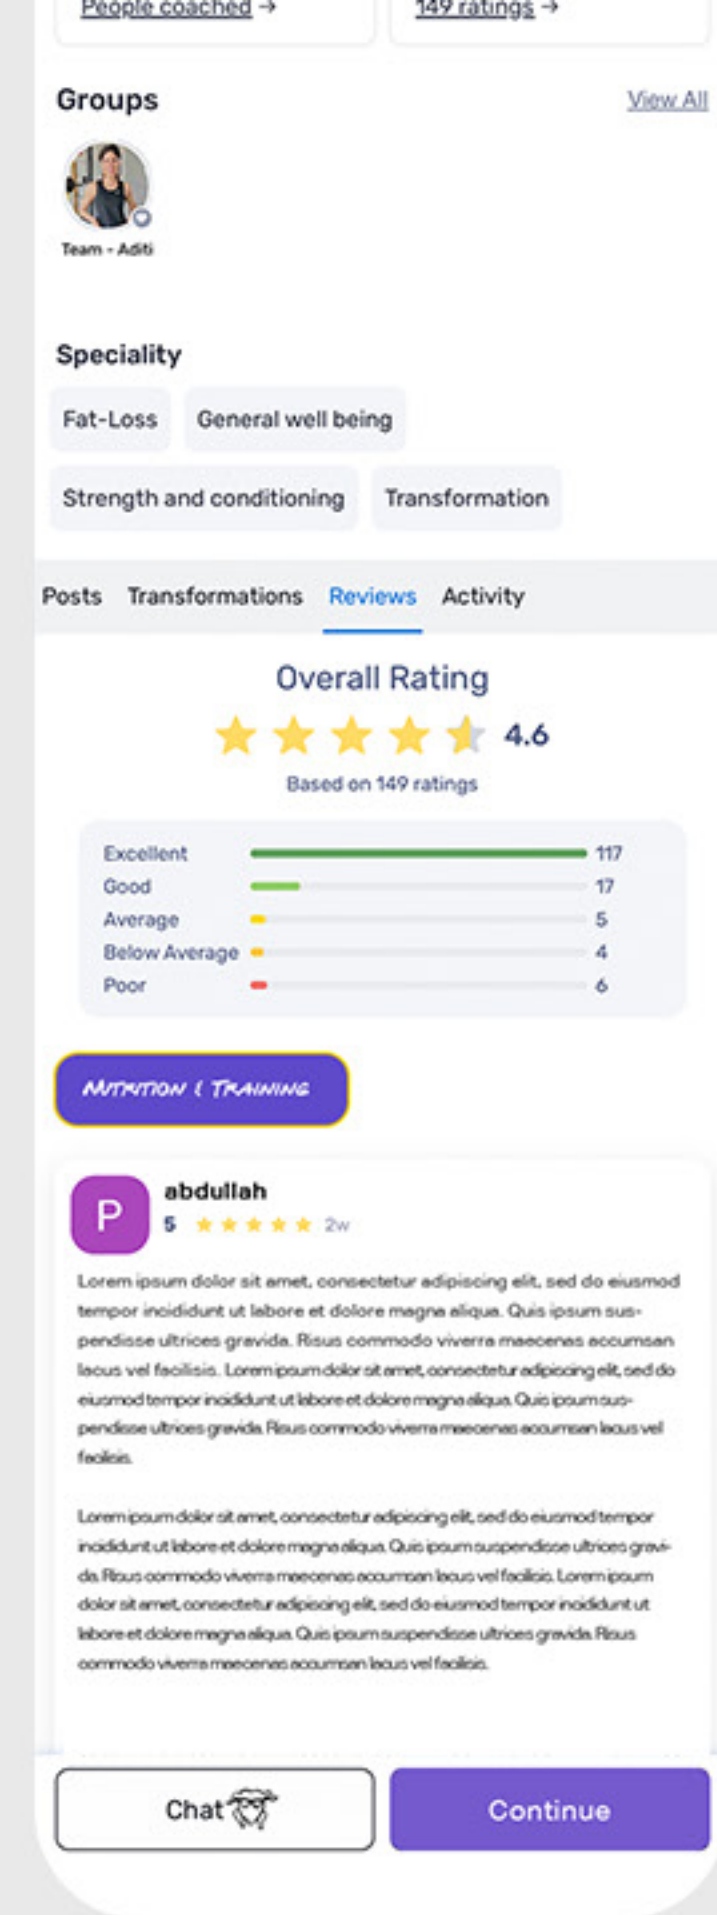 People coached →
149 ratings →
Groups
View All
Team - Aditi
Speciality
Fat-Loss
General well being
Strength and conditioning
Transformation
Posts Transformations Reviews Activity
Overall Rating
4.6
Based on 149 ratings
Excellent 117
Good 17
Average 5
Below Average 4
Poor 6
NUTRITION & TRAINING
P
abdullah
5 2w
Lorem ipsum dolor sit amet, consectetur adipiscing elit, sed do eiusmod
tempor incididunt ut labore et dolore magna aliqua. Quis ipsum sus-
pendisse ultrices gravida. Risus commodo viverra maecenas accumsan
lacus vel facilisis. Lorem ipsum dolor sit amet, consectetur adipiscing elit, sed do
eiusmod tempor incididunt ut labore et dolore magna aliqua. Quis ipsum sus-
pendisse ultrices gravida. Risus commodo viverra maecenas accumsan lacus vel
facilisis.
Lorem ipsum dolor sit amet, consectetur adipiscing elit, sed do eiusmod tempor
incididunt ut labore et dolore magna aliqua. Quis ipsum suspendisse ultrices gravi-
da. Risus commodo viverra maecenas accumsan lacus vel facilisis. Lorem ipsum
dolor sit amet, consectetur adipiscing elit, sed do eiusmod tempor incididunt ut
labore et dolore magna aliqua. Quis ipsum suspendisse ultrices gravida. Risus
commodo viverra maecenas accumsan lacus vel facilisis.
Chat
Continue